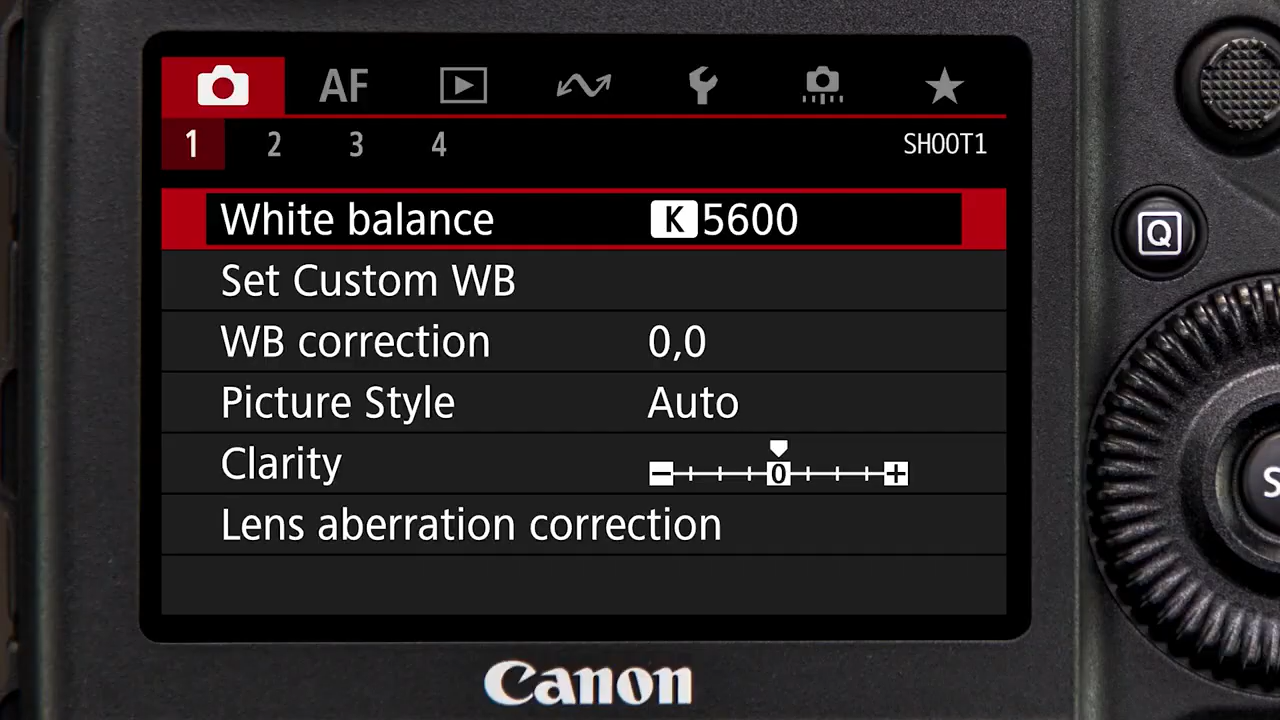 AF
1 2 3 4 SHOOT1
White balance K 5600
Set Custom WB
WB correction 0,0
Picture Style Auto
Clarity − 0 +
Lens aberration correction
Q
Canon